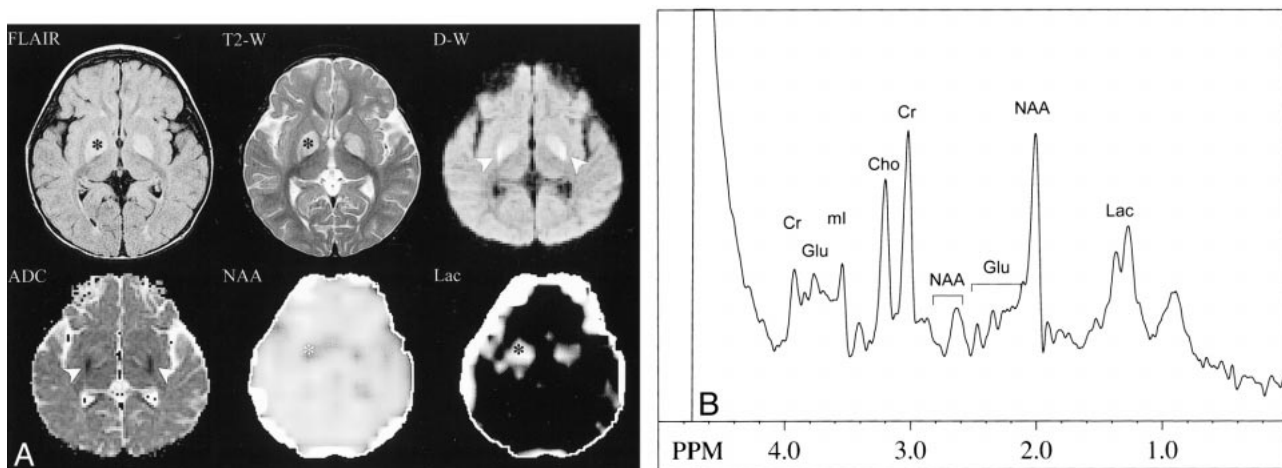 FLAIR
T2-W
D-W
*
*
ADC
NAA
Lac
*
*
A
Cr
Glu
mI
Cho
Cr
NAA
Glu
NAA
Lac
B
PPM 4.0 3.0 2.0 1.0